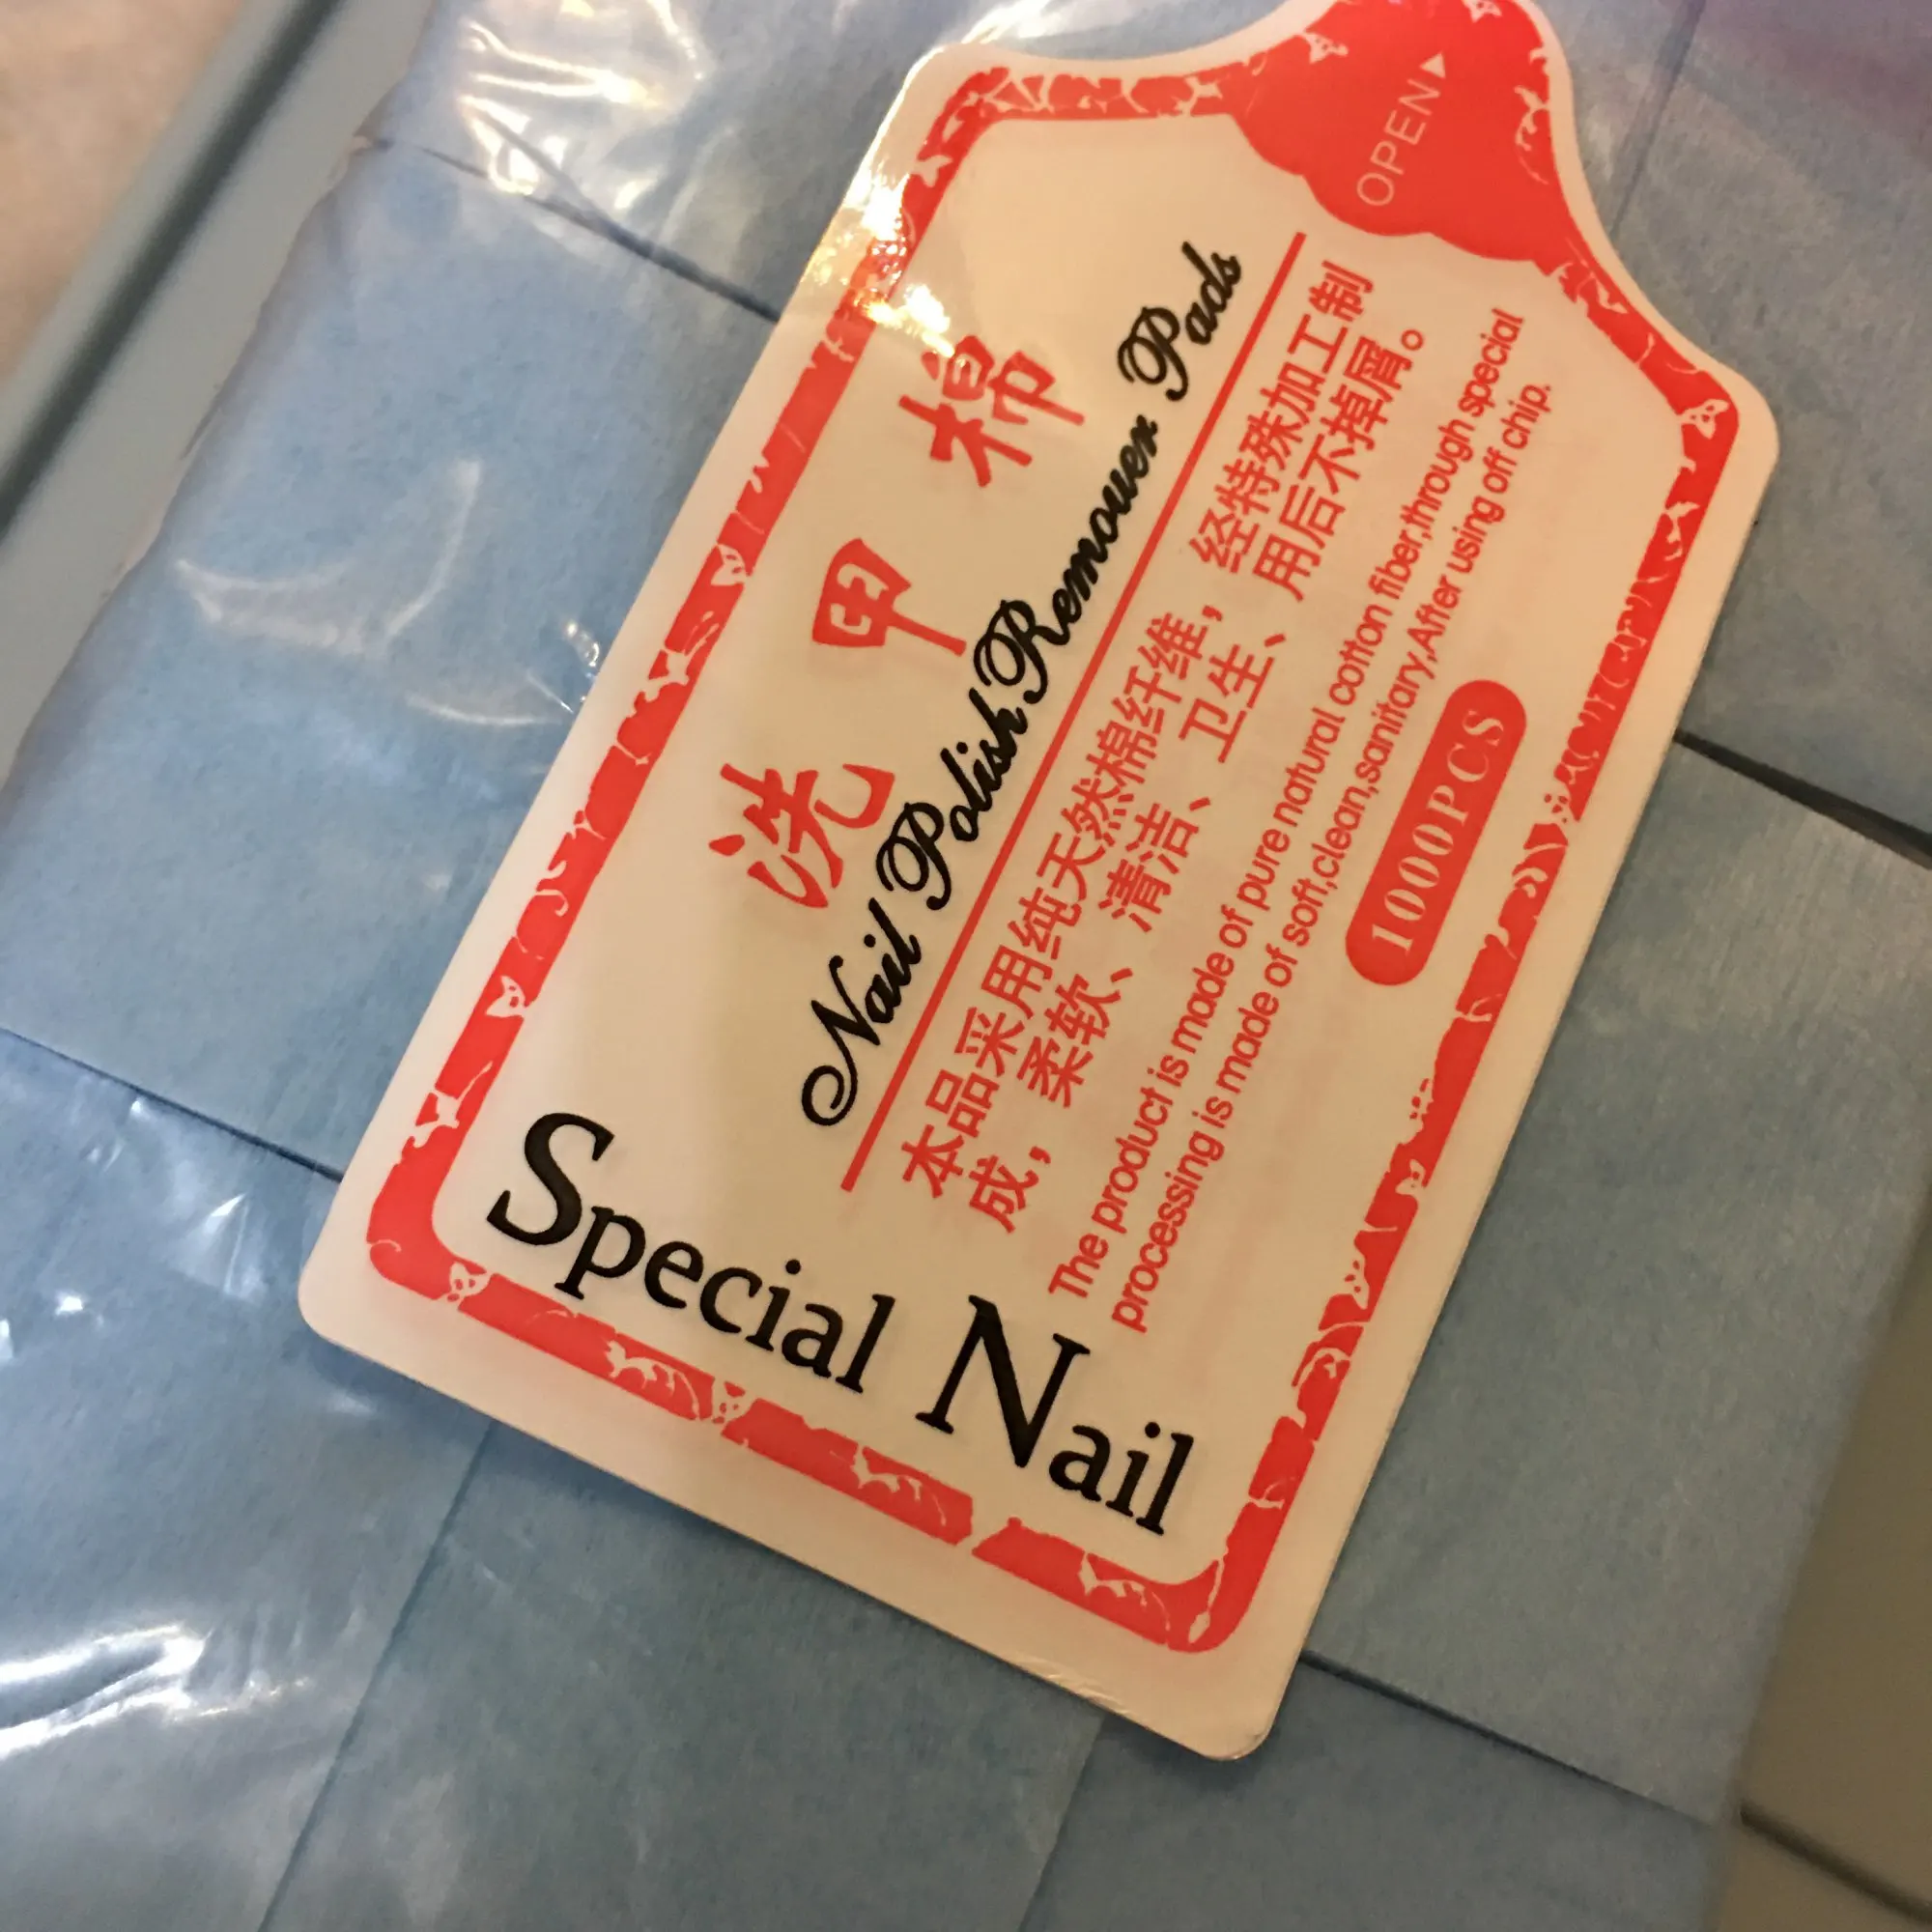 OPEN
洗甲棉
Nail Polish Remover Pads
本品采用纯天然棉纤维，经特殊加工制
成，柔软、清洁、卫生、用后不掉屑。
The product is made of pure natural cotton fiber,through special
processing is made of soft,clean,sanitary,After using off chip.
1000PCS
Special Nail